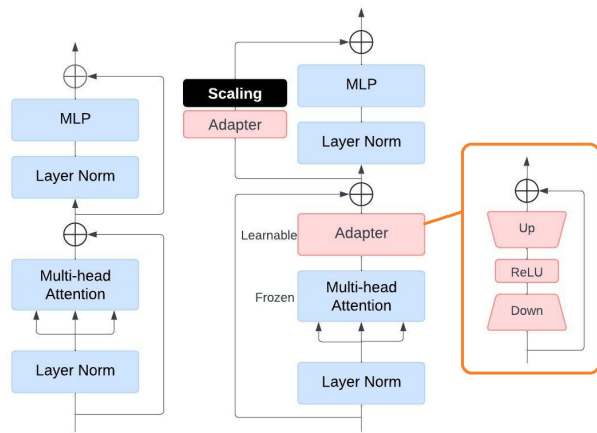 MLP
Layer Norm
Multi-head
Attention
Layer Norm
Scaling
Adapter
MLP
Layer Norm
Learnable
Adapter
Frozen
Multi-head
Attention
Layer Norm
Up
ReLU
Down